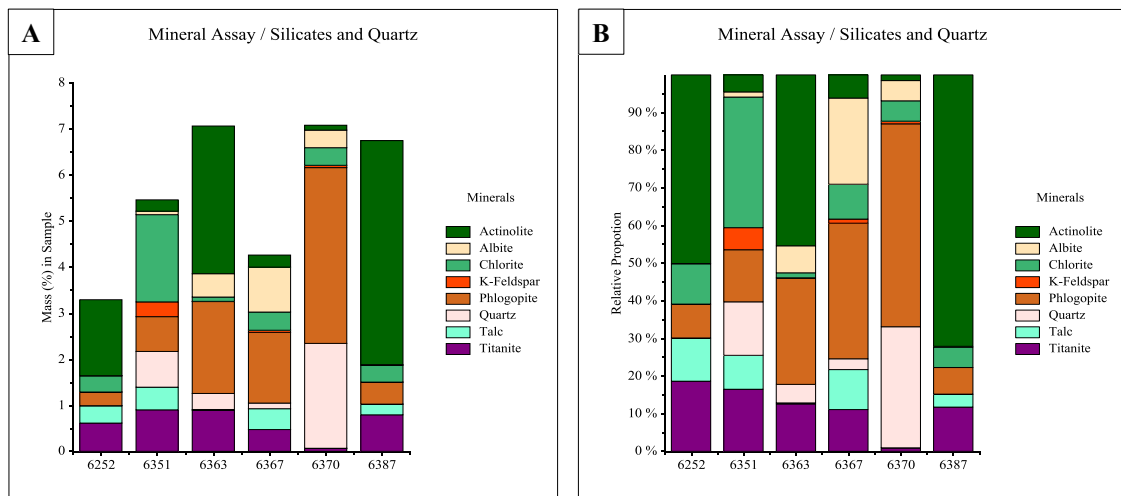 A
Mineral Assay / Silicates and Quartz
Mass (%) in Sample
8
7
6
5
4
3
2
1
0
6252 6351 6363 6367 6370 6387
Minerals
Actinolite
Albite
Chlorite
K-Feldspar
Phlogopite
Quartz
Talc
Titanite
B
Mineral Assay / Silicates and Quartz
Relative Propotion
90 %
80 %
70 %
60 %
50 %
40 %
30 %
20 %
10 %
0 %
6252 6351 6363 6367 6370 6387
Minerals
Actinolite
Albite
Chlorite
K-Feldspar
Phlogopite
Quartz
Talc
Titanite